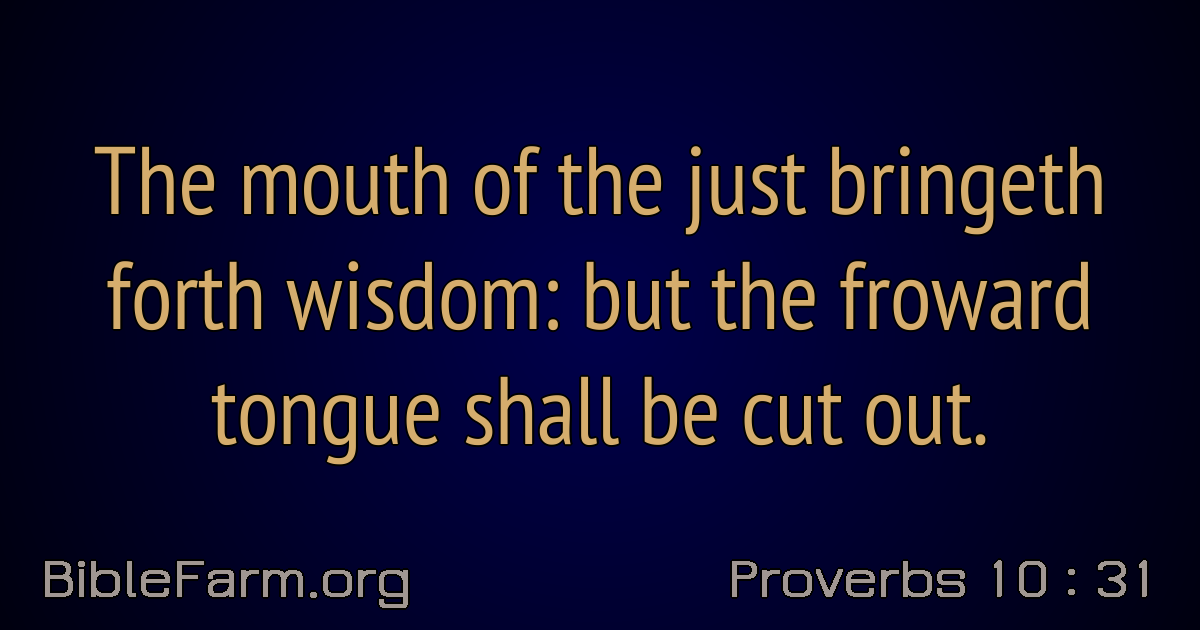 The mouth of the just bringeth
forth wisdom: but the froward
tongue shall be cut out.
BibleFarm.org
Proverbs 10 : 31